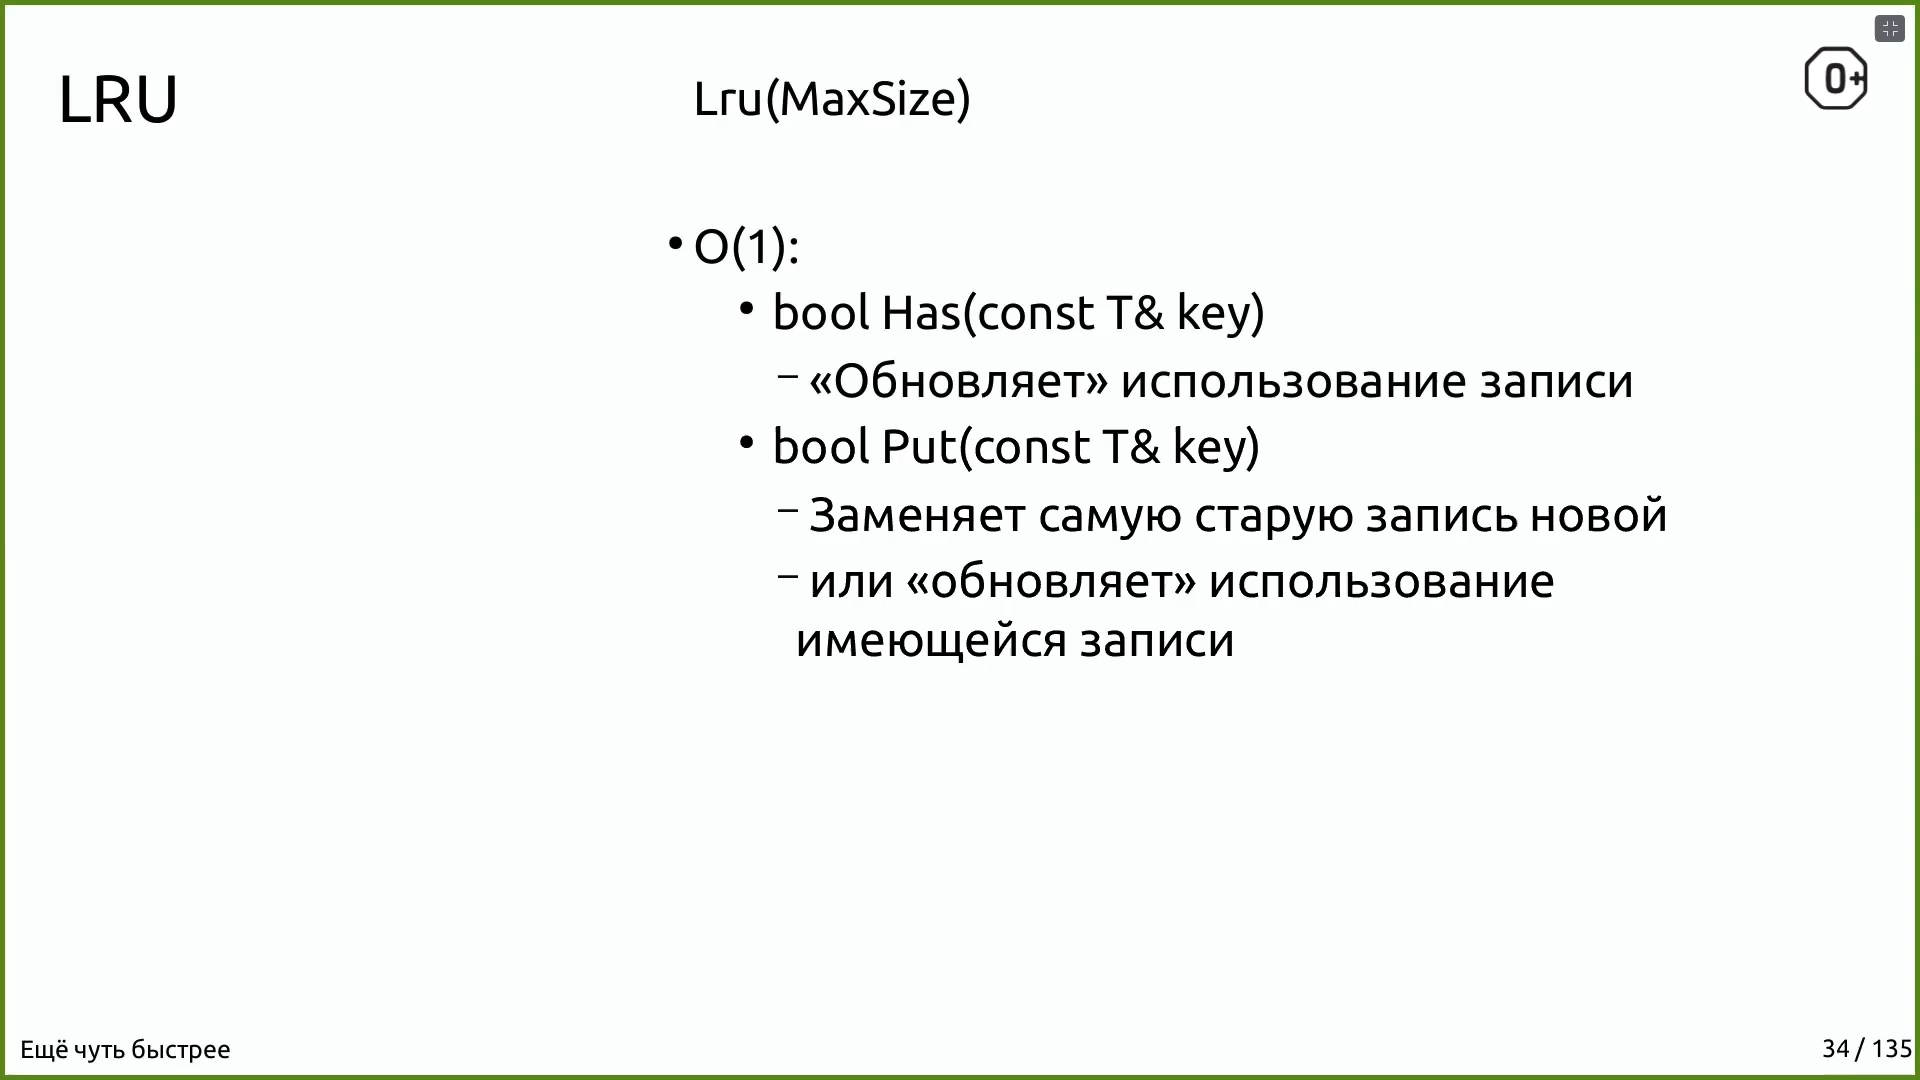 LRU
Lru(MaxSize)
0+
• O(1):
• bool Has(const T& key)
– «Обновляет» использование записи
• bool Put(const T& key)
– Заменяет самую старую запись новой
– или «обновляет» использование
имеющейся записи
Ещё чуть быстрее
34 / 135